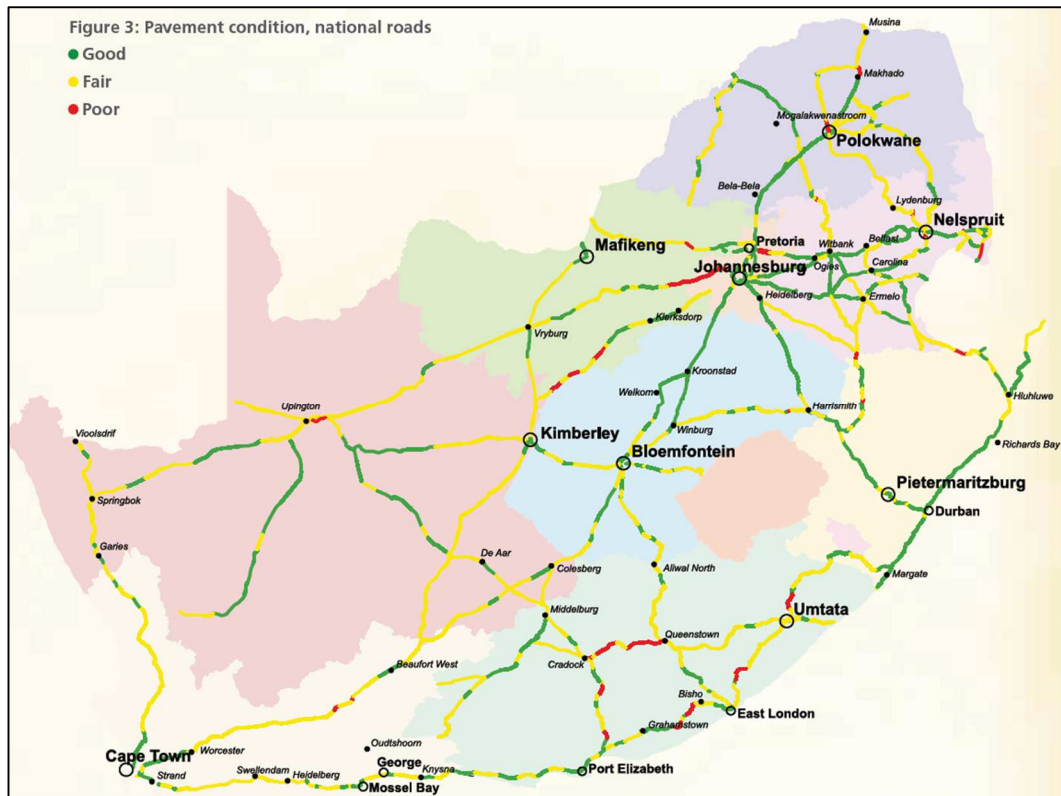 Figure 3: Pavement condition, national roads
Good
Fair
Poor
Musina
Makhado
Mogalakwenastroom
Polokwane
Bela-Bela
Lydenburg
Nelspruit
Mafikeng
Pretoria
Witbank
Belfast
Johannesburg
Ogies
Carolina
Heidelberg
Ermelo
Klerksdorp
Vryburg
Kroonstad
Welkom
Hluhluwe
Upington
Harrismith
Winburg
Vioolsdrif
Kimberley
Bloemfontein
Richards Bay
Springbok
Pietermaritzburg
Durban
Garies
De Aar
Colesberg
Aliwal North
Margate
Middelburg
Umtata
Queenstown
Cradock
Beaufort West
Bisho
East London
Grahamstown
Oudtshoorn
Cape Town
Worcester
George
Knysna
Port Elizabeth
Strand
Swellendam
Heidelberg
Mossel Bay